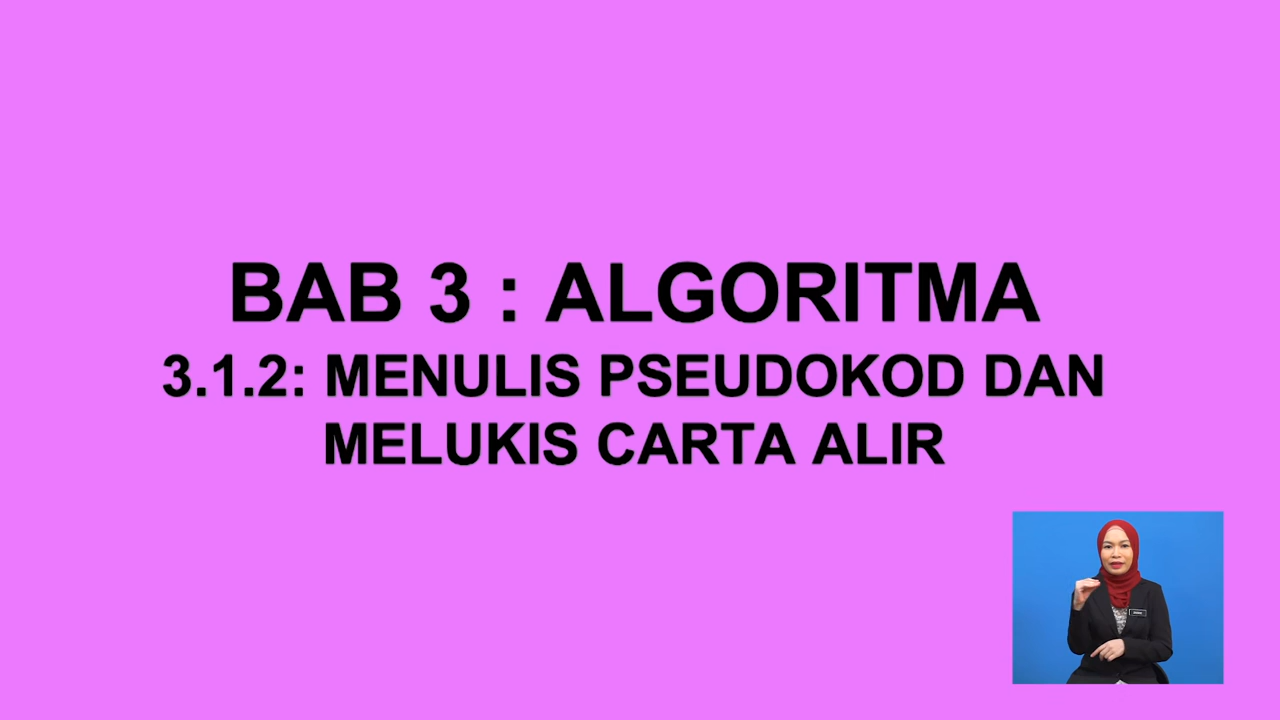 BAB 3 : ALGORITMA
3.1.2: MENULIS PSEUDOKOD DAN
MELUKIS CARTA ALIR